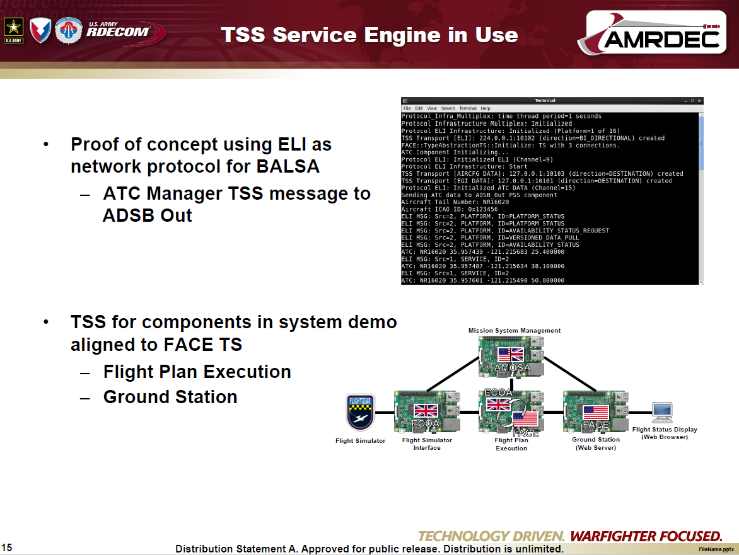 U.S. ARMY
RDECOM
TSS Service Engine in Use
AMRDEC
• Proof of concept using ELI as
network protocol for BALSA
– ATC Manager TSS message to
ADSB Out
Terminal
File Edit View Search Terminal Help
Protocol_Infra_Multiplex: time thread period=1 seconds
Protocol Infrastructure Multiplex: Initialized
Protocol ELI Infrastructure: Initialized (Platform=1 of 16)
TSS Transport [ELI]: 224.0.0.1:10102 (direction=BI_DIRECTIONAL) created
FACE::TypeAbstractionTS::Initialize: TS with 3 connections.
ATC Component Initializing...
Protocol ELI: Initialized ELI (Channel=9)
Protocol ELI Infrastructure: Start
TSS Transport [AIRCFG DATA]: 127.0.0.1:10103 (direction=DESTINATION) created
TSS Transport [EGI DATA]: 127.0.0.1:10101 (direction=DESTINATION) created
Protocol ELI: Initialized ATC DATA (Channel=15)
Sending ATC data to ADSB Out PSS component
Aircraft Tail Number: NR16020
Aircraft ICAO ID: 0x123456
ELI MSG: Src=2, PLATFORM, ID=PLATFORM_STATUS
ELI MSG: Src=2, PLATFORM, ID=PLATFORM_STATUS
ELI MSG: Src=2, PLATFORM, ID=AVAILABILITY_STATUS_REQUEST
ELI MSG: Src=2, PLATFORM, ID=VERSIONED_DATA_PULL
ELI MSG: Src=2, PLATFORM, ID=AVAILABILITY_STATUS
ATC: NR16020 35.957439 -121.215683 25.400000
ELI MSG: Src=1, SERVICE, ID=2
ATC: NR16020 35.957487 -121.215634 38.100000
ELI MSG: Src=1, SERVICE, ID=2
ATC: NR16020 35.957601 -121.215490 50.800000
• TSS for components in system demo
aligned to FACE TS
– Flight Plan Execution
– Ground Station
Mission System Management
ECOA
ECOA
FACE
FACE
Flight Simulator
Flight Simulator
Interface
Flight Plan
Execution
Ground Station
(Web Server)
Flight Status Display
(Web Browser)
TECHNOLOGY DRIVEN. WARFIGHTER FOCUSED.
15
Distribution Statement A. Approved for public release. Distribution is unlimited.
FileName.pptx